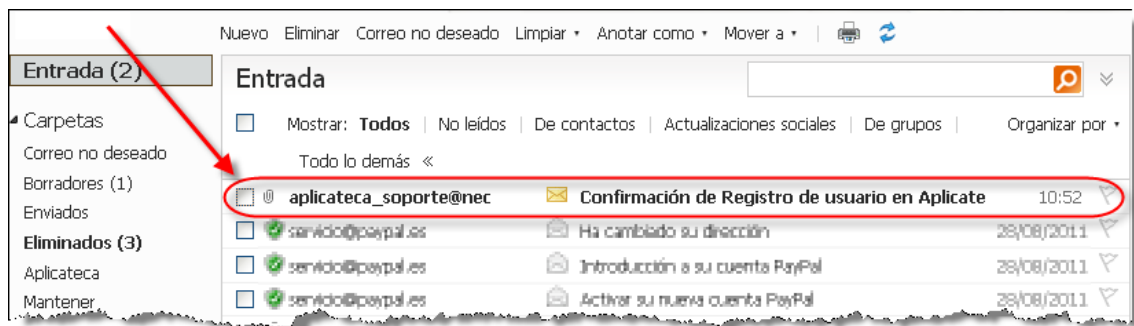 Nuevo Eliminar Correo no deseado Limpiar Anotar como Mover a
Entrada (2)
Entrada
Carpetas
Correo no deseado
Borradores (1)
Enviados
Eliminados (3)
Aplicateca
Mantener
Mostrar: Todos | No leídos | De contactos | Actualizaciones sociales | De grupos | Organizar por
Todo lo demás «
aplicateca_soporte@nec Confirmación de Registro de usuario en Aplicate 10:52
servicio@paypal.es Ha cambiado su dirección 28/08/2011
servicio@paypal.es Introducción a su cuenta PayPal 28/08/2011
servicio@paypal.es Activar su nueva cuenta PayPal 28/08/2011